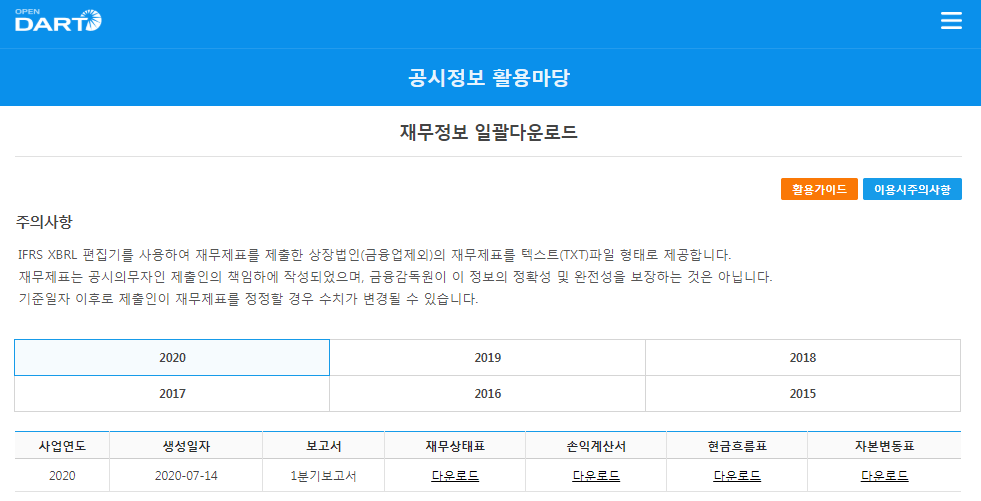 OPEN
DART
공시정보 활용마당
재무정보 일괄다운로드
활용가이드 이용시주의사항
주의사항
IFRS XBRL 편집기를 사용하여 재무제표를 제출한 상장법인(금융업제외)의 재무제표를 텍스트(TXT)파일 형태로 제공합니다.
재무제표는 공시의무자인 제출인의 책임하에 작성되었으며, 금융감독원이 이 정보의 정확성 및 완전성을 보장하는 것은 아닙니다.
기준일자 이후로 제출인이 재무제표를 정정할 경우 수치가 변경될 수 있습니다.
2020 2019 2018
2017 2016 2015
사업연도 생성일자 보고서 재무상태표 손익계산서 현금흐름표 자본변동표
2020 2020-07-14 1분기보고서 다운로드 다운로드 다운로드 다운로드